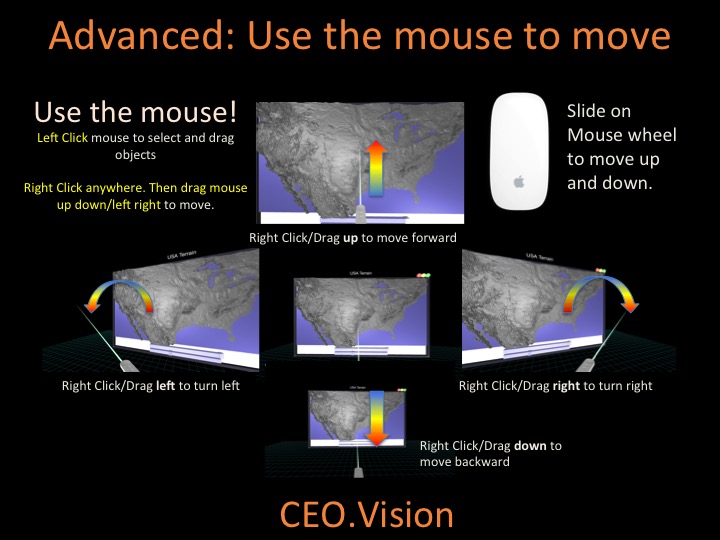 Advanced: Use the mouse to move
Use the mouse!
Left Click mouse to select and drag
objects
Right Click anywhere. Then drag mouse
up down/left right to move.
Slide on
Mouse wheel
to move up
and down.
Right Click/Drag up to move forward
USA Terrain
USA Terrain
USA Terrain
Right Click/Drag left to turn left
Right Click/Drag right to turn right
USA Terrain
Right Click/Drag down to
move backward
CEO.Vision